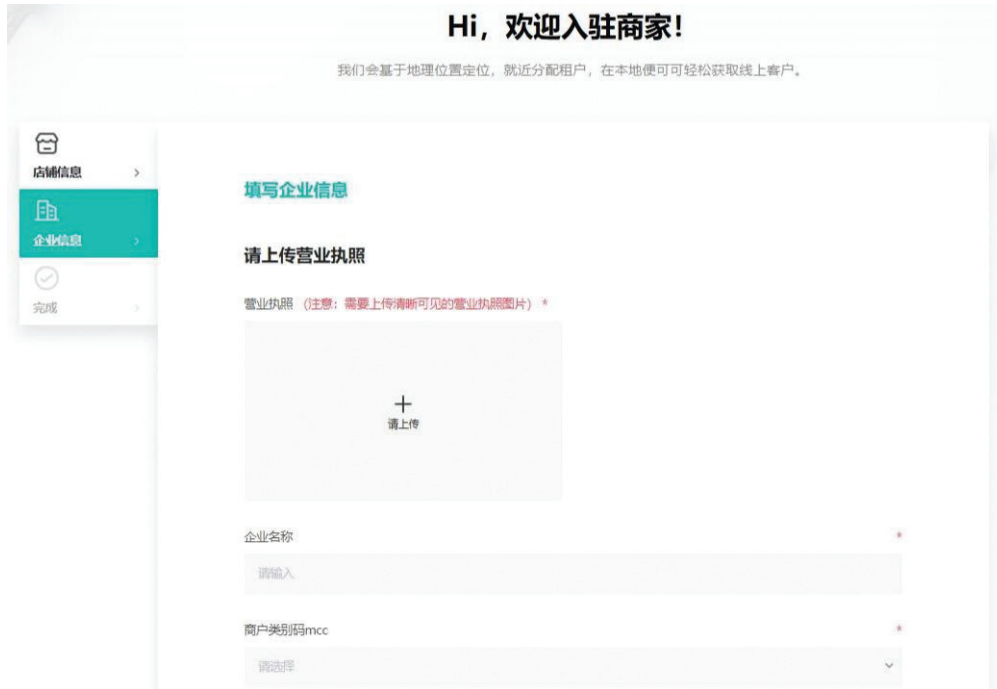 Hi，欢迎入驻商家！
我们会基于地理位置定位，就近分配租户，在本地便可可轻松获取线上客户。
店铺信息
企业信息
完成
填写企业信息
请上传营业执照
营业执照 （注意：需要上传清晰可见的营业执照图片） *
请上传
企业名称 *
请输入
商户类别码mcc *
请选择